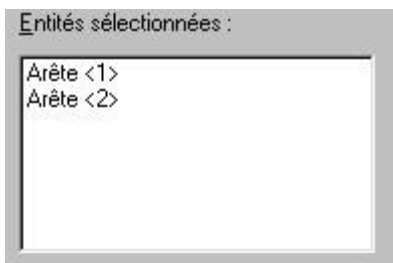 Entités sélectionnées :
Arête <1>
Arête <2>